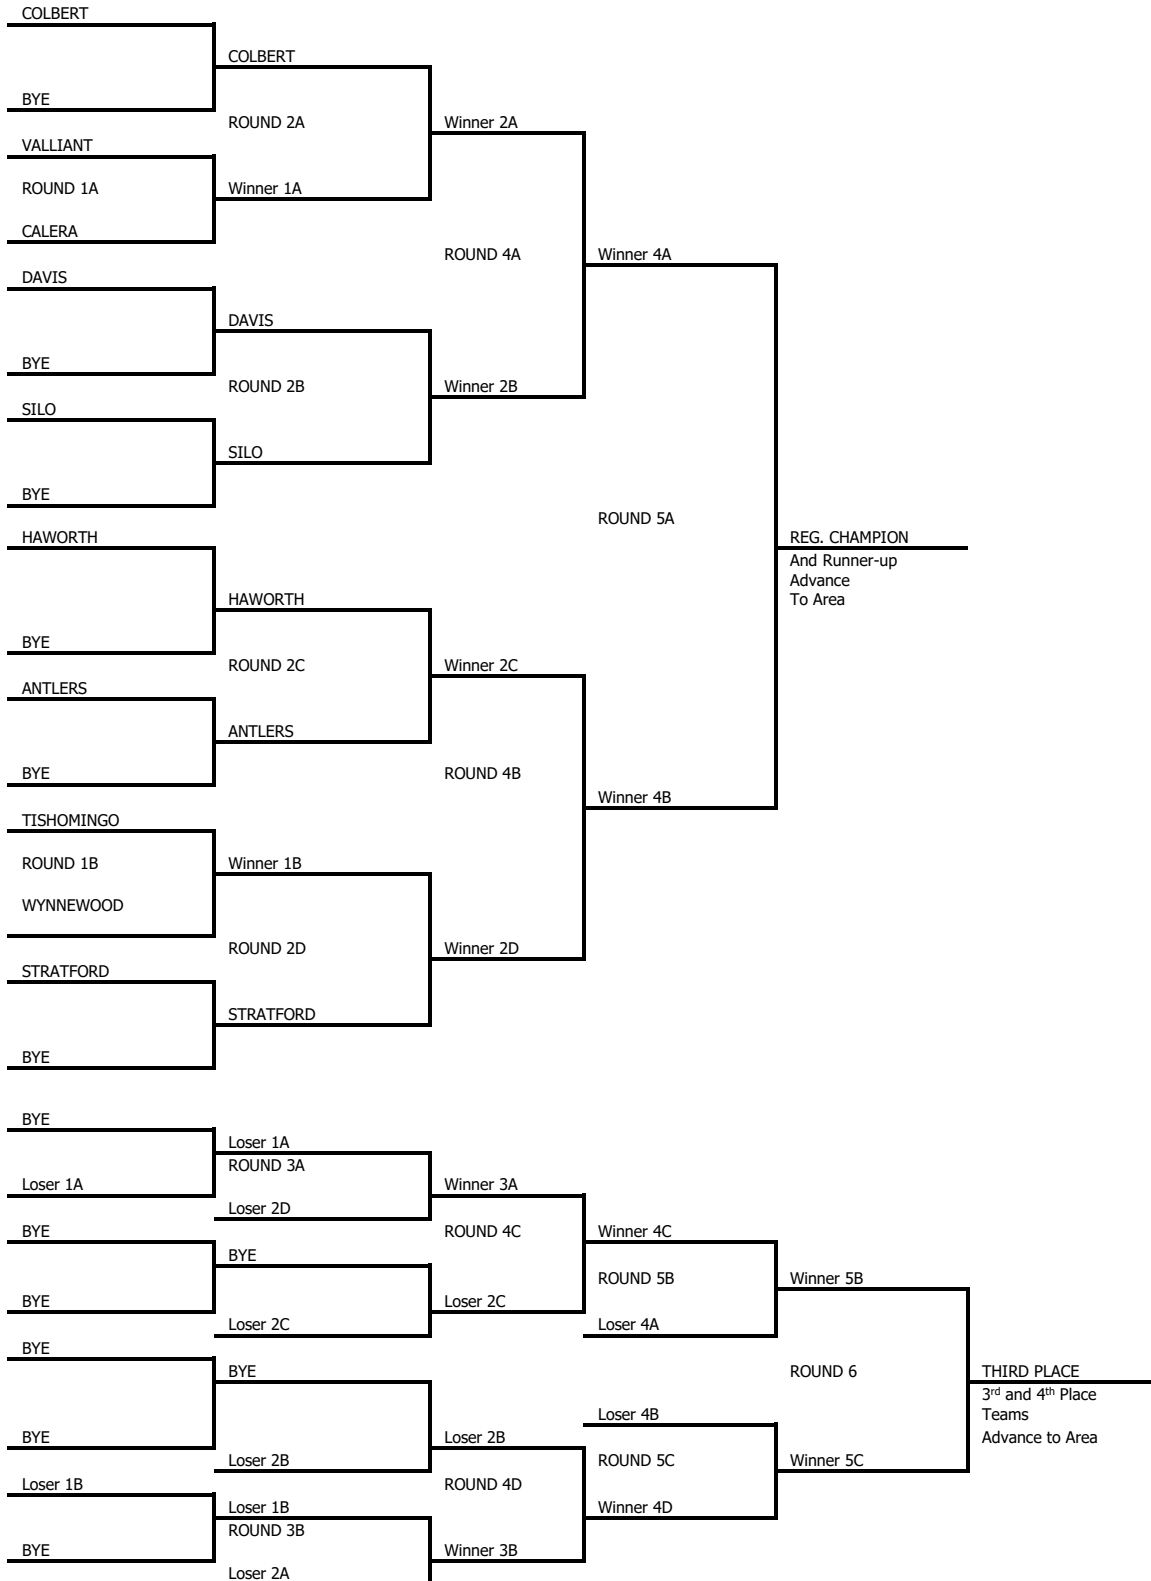 COLBERT
COLBERT
BYE
ROUND 2A
Winner 2A
VALLIANT
ROUND 1A
Winner 1A
CALERA
ROUND 4A
Winner 4A
DAVIS
DAVIS
BYE
ROUND 2B
Winner 2B
SILO
SILO
BYE
ROUND 5A
HAWORTH
REG. CHAMPION
And Runner-up
Advance
To Area
HAWORTH
BYE
ROUND 2C
Winner 2C
ANTLERS
ANTLERS
BYE
ROUND 4B
Winner 4B
TISHOMINGO
ROUND 1B
Winner 1B
WYNNEWOOD
ROUND 2D
Winner 2D
STRATFORD
STRATFORD
BYE
BYE
Loser 1A
ROUND 3A
Loser 1A
Winner 3A
Loser 2D
BYE
ROUND 4C
Winner 4C
BYE
ROUND 5B
Winner 5B
BYE
Loser 2C
Loser 2C
Loser 4A
BYE
BYE
ROUND 6
THIRD PLACE
3rd and 4th Place
Teams
Advance to Area
Loser 4B
BYE
Loser 2B
Loser 2B
ROUND 5C
Winner 5C
Loser 1B
ROUND 4D
Loser 1B
Winner 4D
ROUND 3B
BYE
Winner 3B
Loser 2A